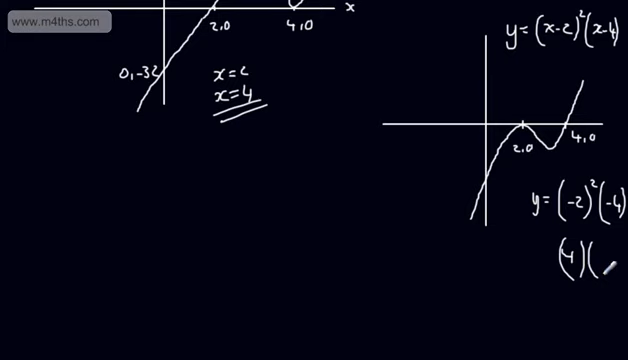 www.m4ths.com
x
2,0
4,0
0,-32
x=2
x=4
y=(x-2)²(x-4)
2,0
4,0
y=(-2)²(-4)
(4)(